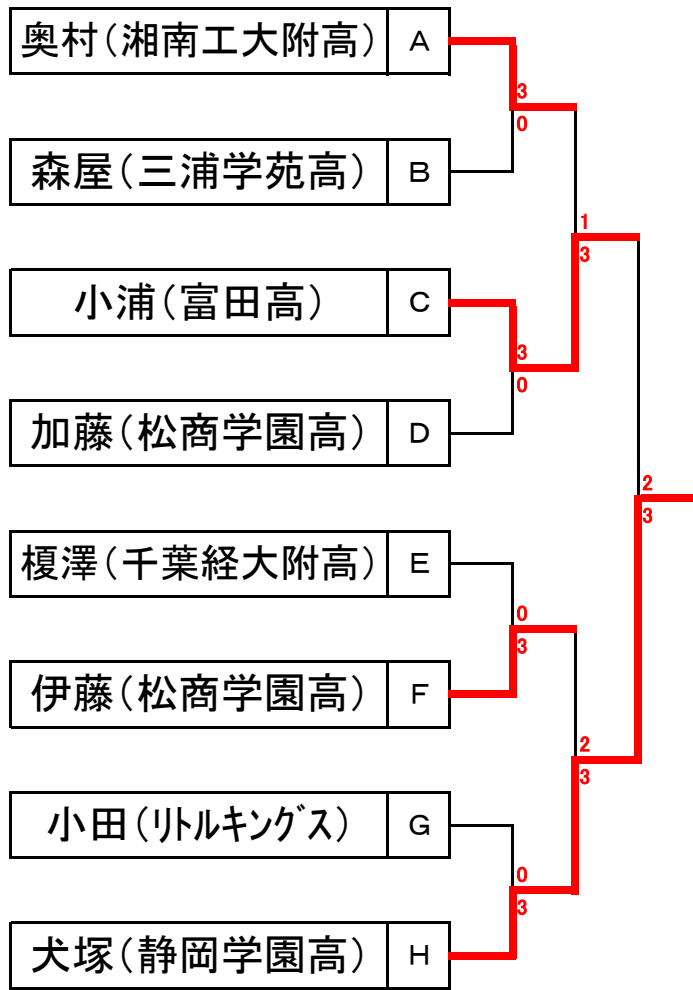 奥村（湘南工大附高） A
3
0
森屋（三浦学苑高） B
1
3
小浦（富田高） C
3
0
加藤（松商学園高） D
2
3
榎澤（千葉経大附高） E
0
3
伊藤（松商学園高） F
2
3
小田（ﾘﾄﾙｷﾝｸﾞｽ） G
0
3
犬塚（静岡学園高） H